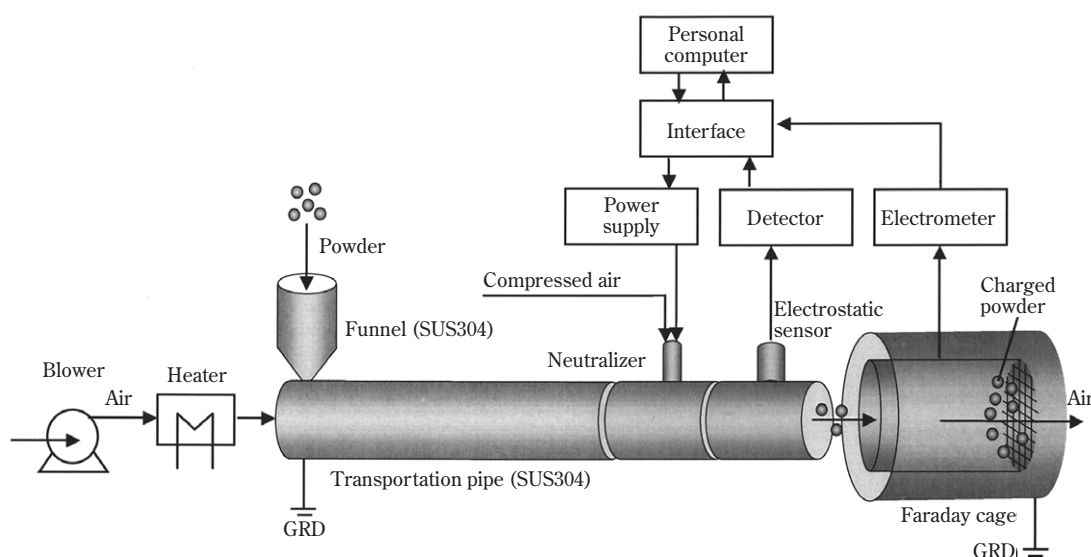 Personal
computer
Interface
Power
supply
Detector
Electrometer
Powder
Compressed air
Electrostatic
sensor
Charged
powder
Funnel (SUS304)
Neutralizer
Blower
Heater
Air
Air
Transportation pipe (SUS304)
GRD
Faraday cage
GRD